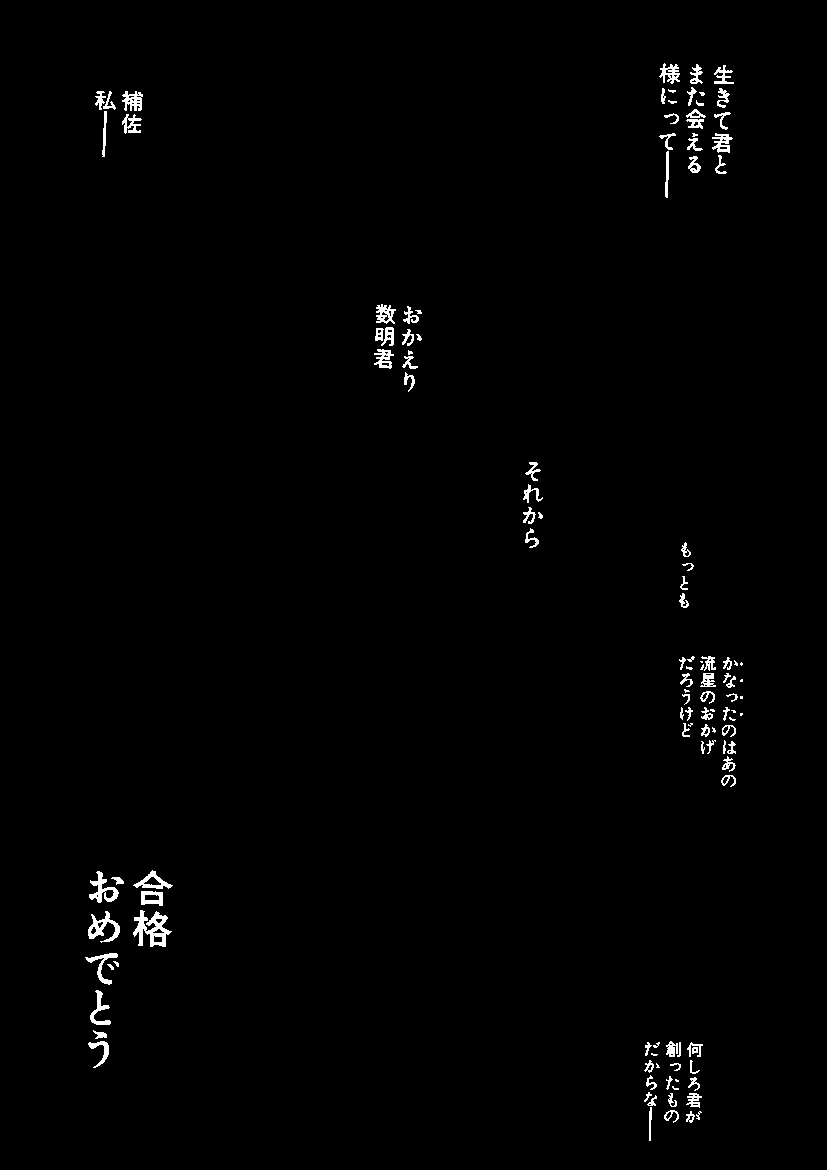 生きて君と
また会える
様にって──
補佐
私──
おかえり
数明君
それから
もっとも
かなったのはあの
流星のおかげ
だろうけど
何しろ君が
創ったもの
だからな──
合格
おめでとう